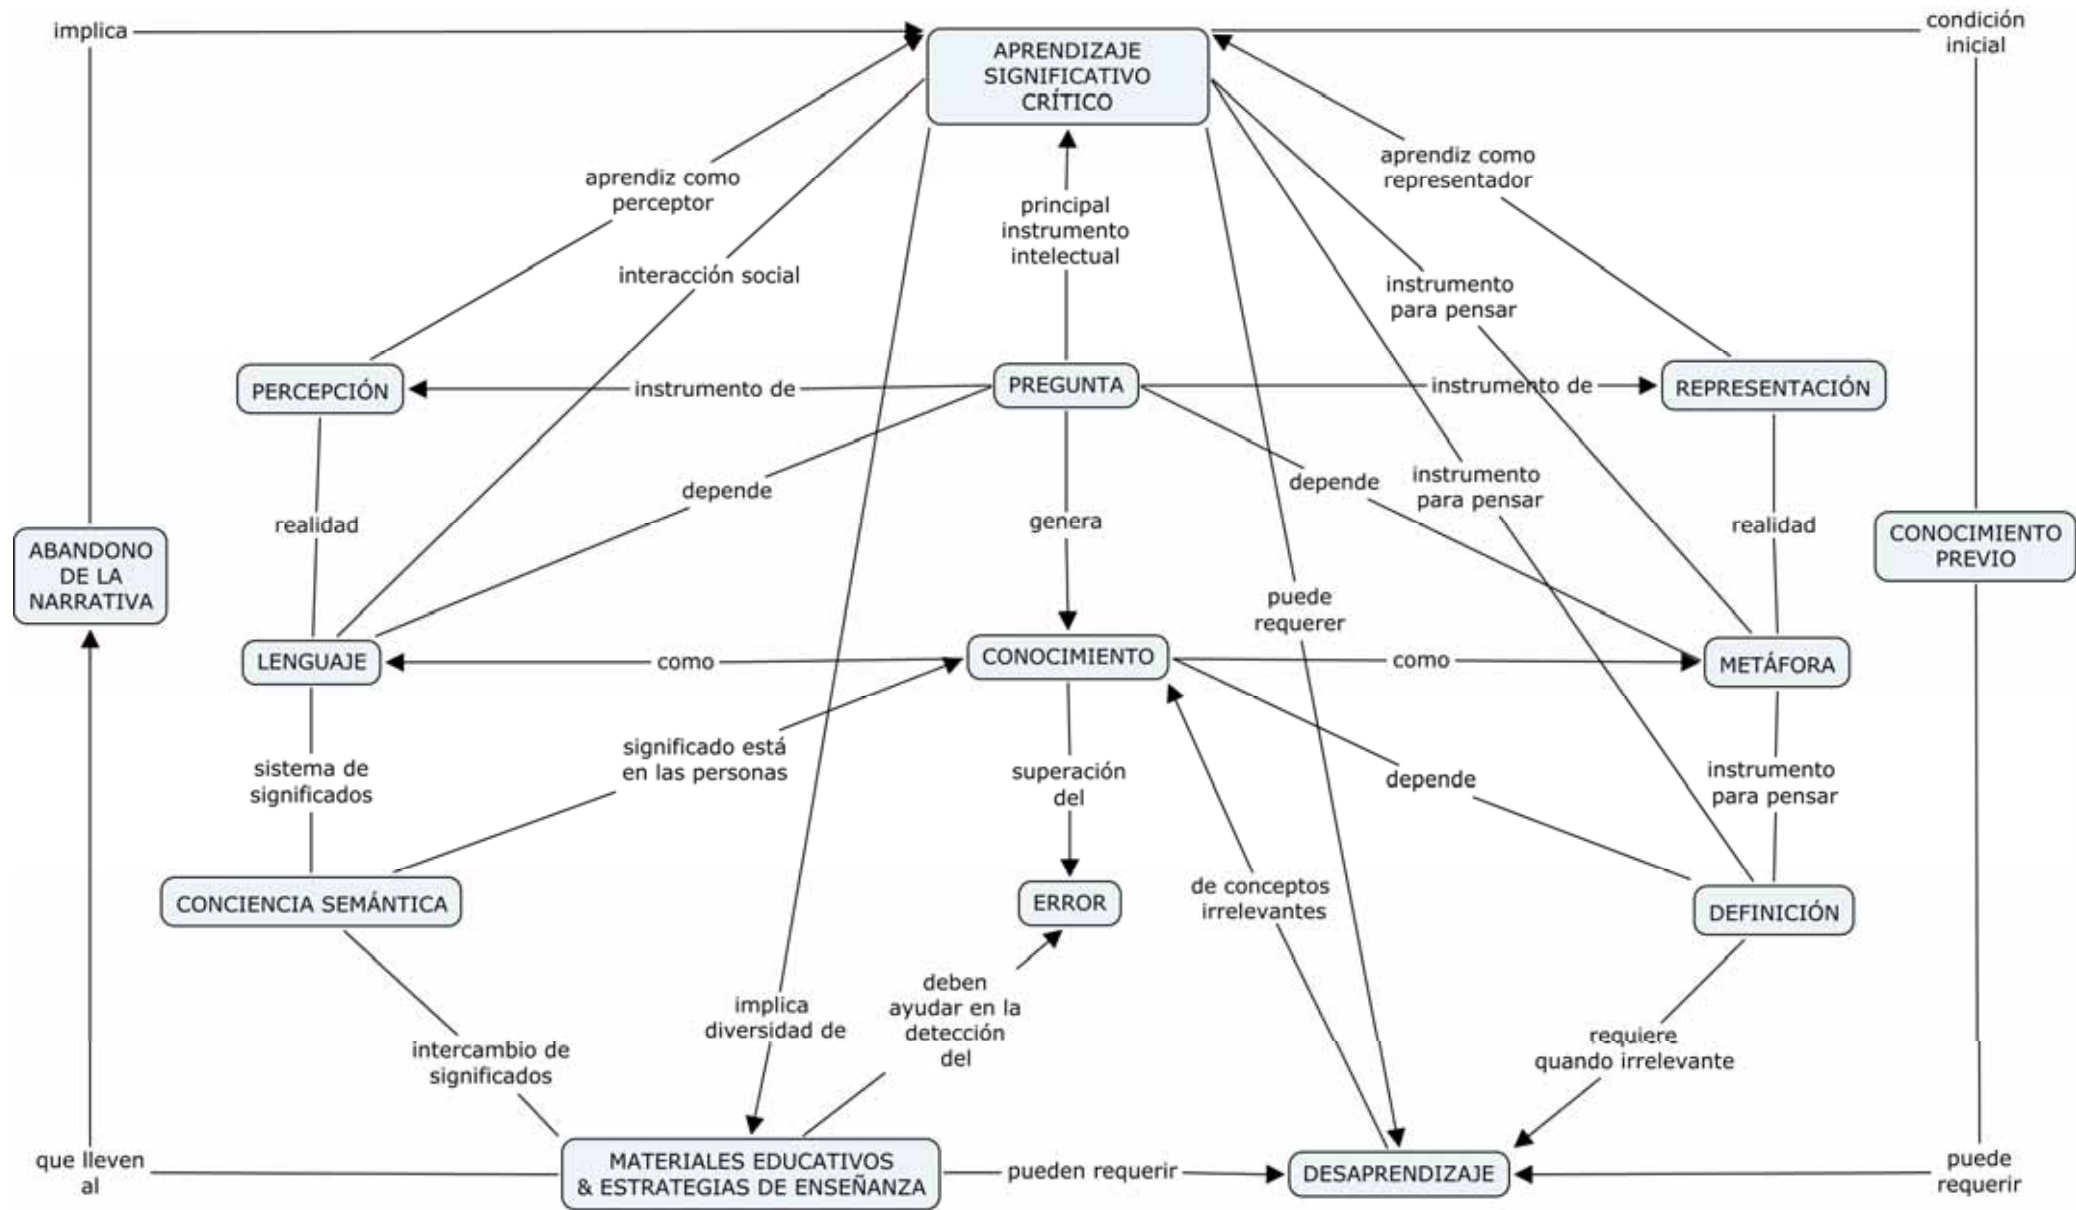 implica
condición
inicial
APRENDIZAJE
SIGNIFICATIVO
CRÍTICO
aprendiz como
perceptor
principal
instrumento
intelectual
aprendiz como
representador
interacción social
instrumento
para pensar
PERCEPCIÓN
instrumento de
PREGUNTA
instrumento de
REPRESENTACIÓN
depende
depende
instrumento
para pensar
realidad
genera
realidad
ABANDONO
DE LA
NARRATIVA
CONOCIMIENTO
PREVIO
puede
requerer
LENGUAJE
como
CONOCIMIENTO
como
METÁFORA
sistema de
significados
significado está
en las personas
superación
del
depende
instrumento
para pensar
CONCIENCIA SEMÁNTICA
ERROR
de conceptos
irrelevantes
DEFINICIÓN
intercambio de
significados
implica
diversidad de
deben
ayudar en la
detección
del
requiere
quando irrelevante
que lleven
al
MATERIALES EDUCATIVOS
& ESTRATEGIAS DE ENSEÑANZA
pueden requerir
DESAPRENDIZAJE
puede
requerir